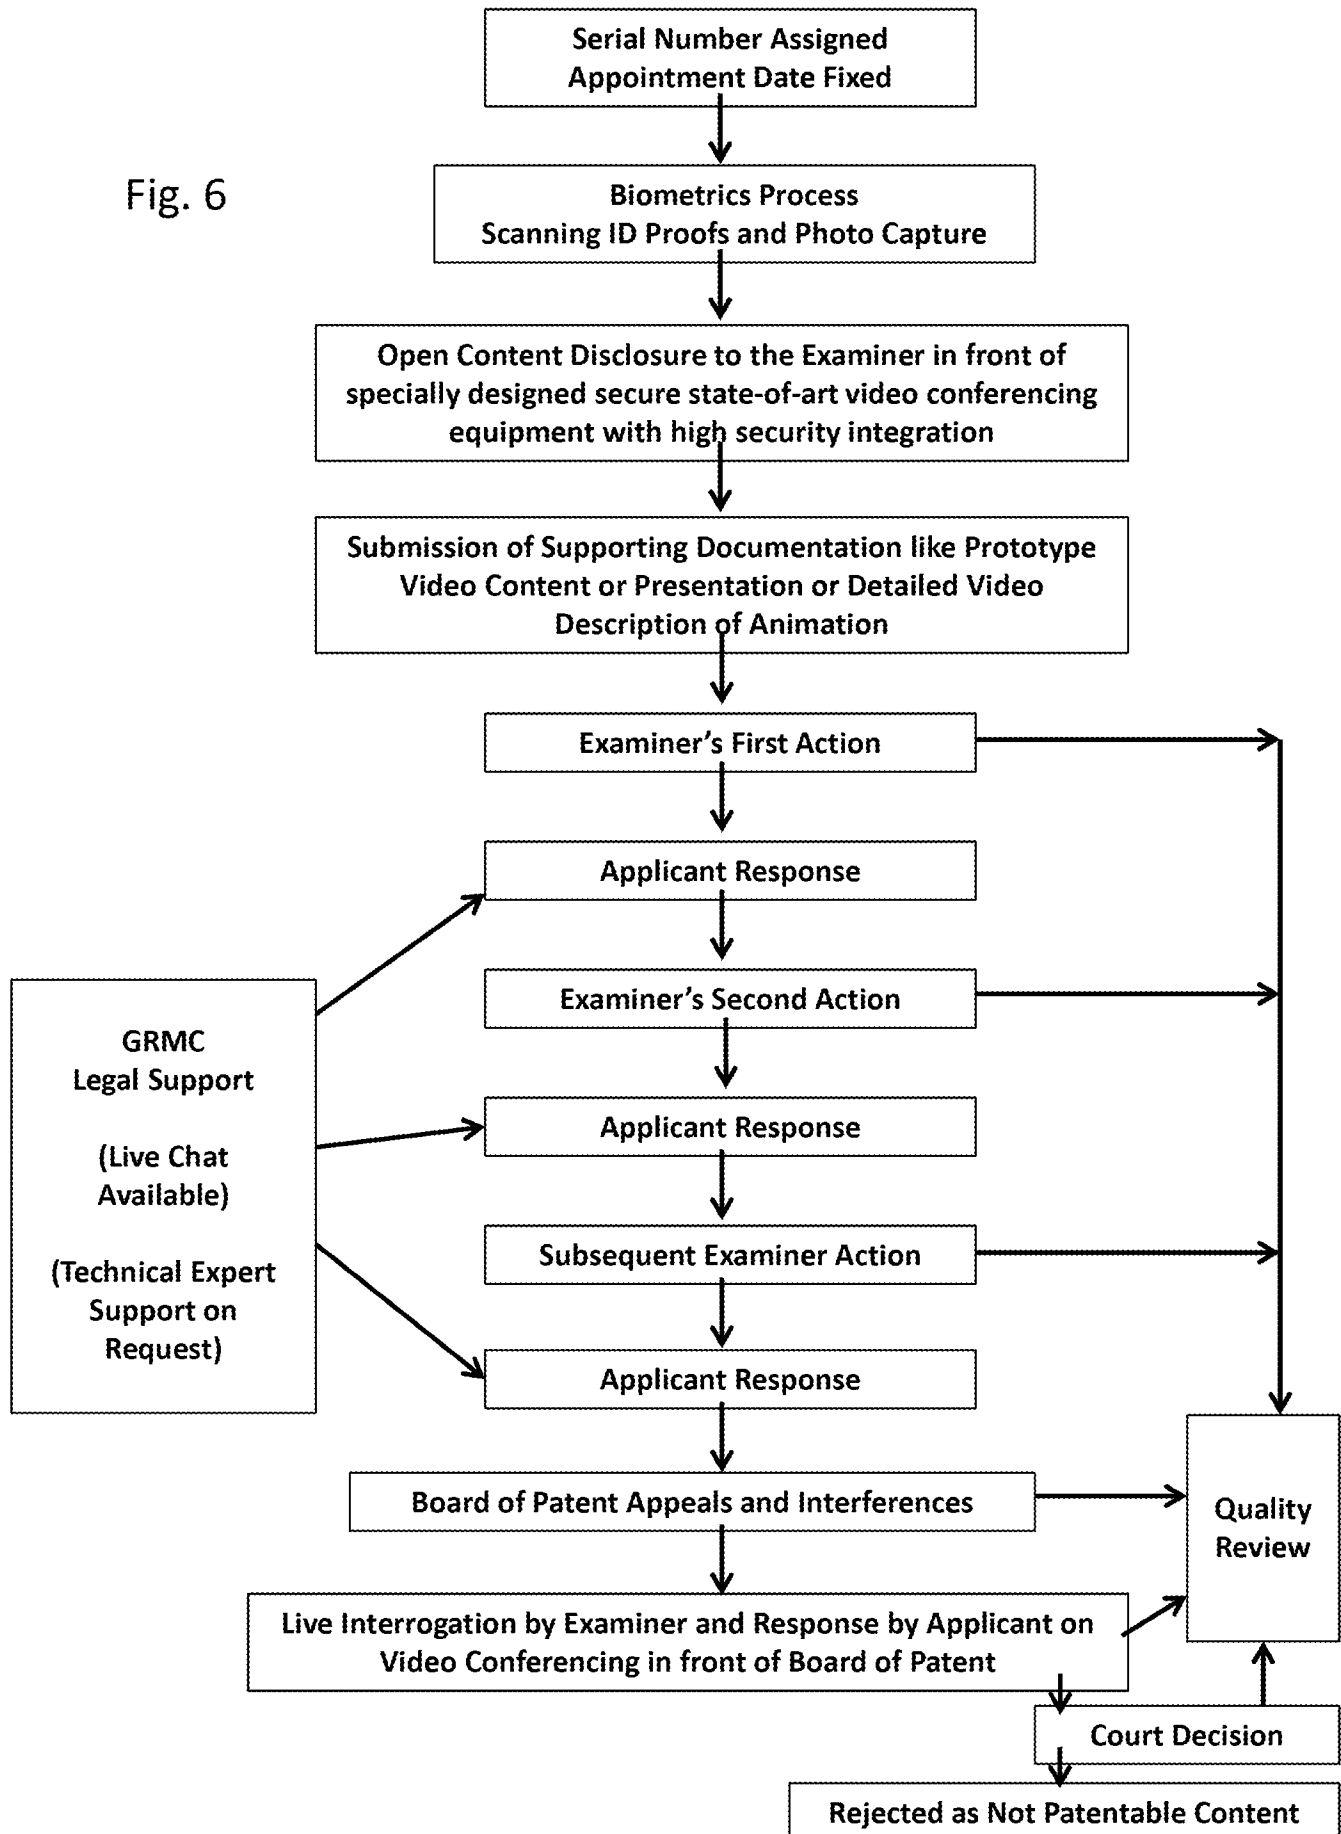 Serial Number Assigned
Appointment Date Fixed
Fig. 6
Biometrics Process
Scanning ID Proofs and Photo Capture
Open Content Disclosure to the Examiner in front of
specially designed secure state-of-art video conferencing
equipment with high security integration
Submission of Supporting Documentation like Prototype
Video Content or Presentation or Detailed Video
Description of Animation
Examiner’s First Action
Applicant Response
Examiner’s Second Action
GRMC
Legal Support
(Live Chat
Available)
(Technical Expert
Support on
Request)
Applicant Response
Subsequent Examiner Action
Applicant Response
Board of Patent Appeals and Interferences
Quality
Review
Live Interrogation by Examiner and Response by Applicant on
Video Conferencing in front of Board of Patent
Court Decision
Rejected as Not Patentable Content